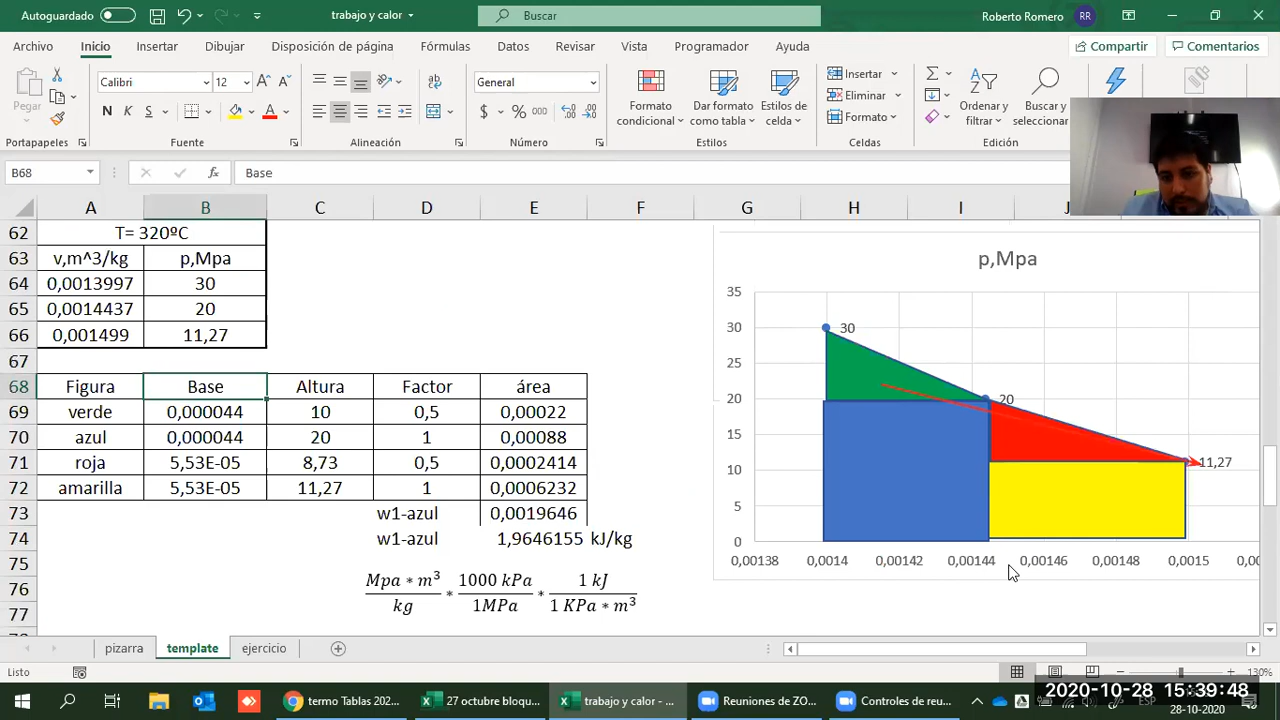 Autoguardado
trabajo y calor
Buscar
Roberto Romero
RR
Archivo Inicio Insertar Dibujar Disposición de página Fórmulas Datos Revisar Vista Programador Ayuda
Compartir
Comentarios
Pegar
Calibri
12
N K S
General
$ % 000
Formato condicional
Dar formato como tabla
Estilos de celda
Insertar
Eliminar
Formato
Ordenar y filtrar
Buscar y seleccionar
Portapapeles
Fuente
Alineación
Número
Estilos
Celdas
Edición
B68
fx
Base
A B C D E F G H I J
62 T= 320ºC
63 v,m^3/kg p,Mpa
64 0,0013997 30
65 0,0014437 20
66 0,001499 11,27
67
68 Figura Base Altura Factor área
69 verde 0,000044 10 0,5 0,00022
70 azul 0,000044 20 1 0,00088
71 roja 5,53E-05 8,73 0,5 0,0002414
72 amarilla 5,53E-05 11,27 1 0,0006232
73 w1-azul 0,0019646
74 w1-azul 1,9646155 kJ/kg
75
76
77
Mpa ∗ m³ / kg ∗ 1000 kPa / 1MPa ∗ 1 kJ / 1 KPa ∗ m³
p,Mpa
35
30
25
20
15
10
5
0
30
20
11,27
0,00138 0,0014 0,00142 0,00144 0,00146 0,00148 0,0015
pizarra template ejercicio
Listo
130%
termo Tablas 202...
27 octubre bloqu...
trabajo y calor - ...
Reuniones de ZO...
Controles de reu...
ESP
28-10-2020
2020-10-28 15:39:48